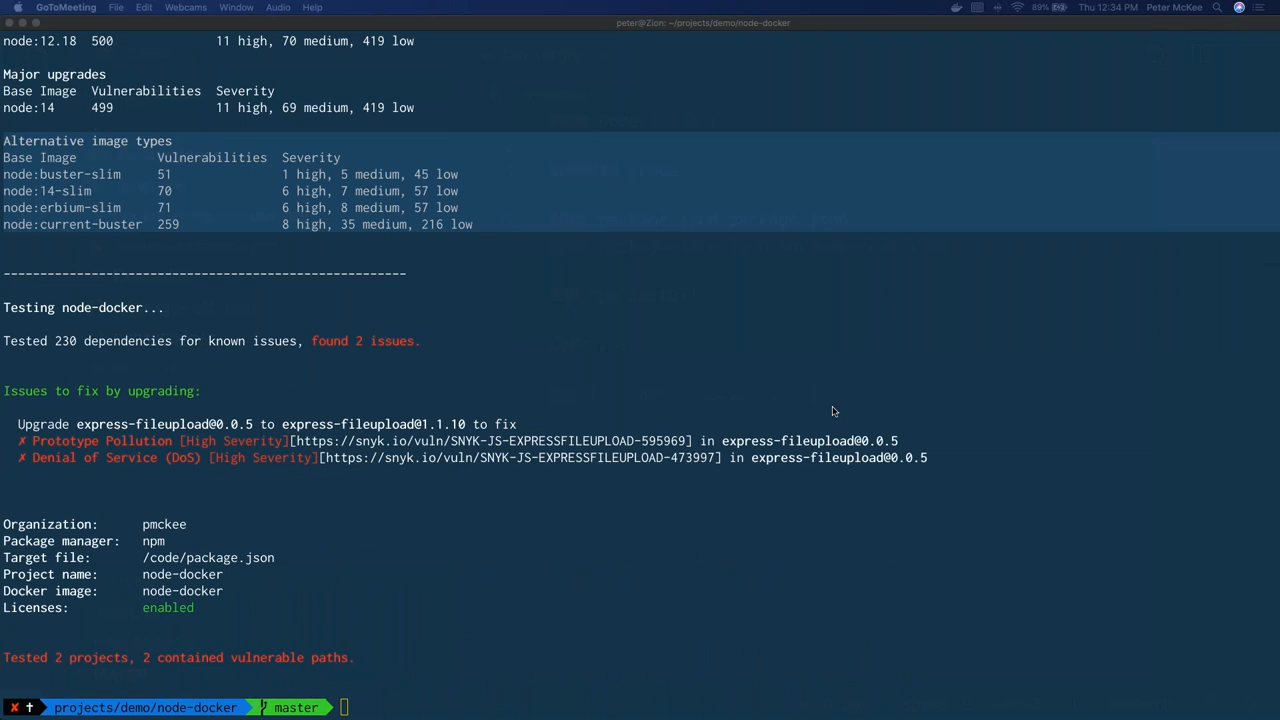 GoToMeeting File Edit Webcams Window Audio Help 89% Thu 12:34 PM Peter McKee
peter@Zion: ~/projects/demo/node-docker
node:12.18 500 11 high, 70 medium, 419 low
Major upgrades
Base Image Vulnerabilities Severity
node:14 499 11 high, 69 medium, 419 low
Alternative image types
Base Image Vulnerabilities Severity
node:buster-slim 51 1 high, 5 medium, 45 low
node:14-slim 70 6 high, 7 medium, 57 low
node:erbium-slim 71 6 high, 8 medium, 57 low
node:current-buster 259 8 high, 35 medium, 216 low
-------------------------------------------------------
Testing node-docker...
Tested 230 dependencies for known issues, found 2 issues.
Issues to fix by upgrading:
Upgrade express-fileupload@0.0.5 to express-fileupload@1.1.10 to fix
✗ Prototype Pollution [High Severity][https://snyk.io/vuln/SNYK-JS-EXPRESSFILEUPLOAD-595969] in express-fileupload@0.0.5
✗ Denial of Service (DoS) [High Severity][https://snyk.io/vuln/SNYK-JS-EXPRESSFILEUPLOAD-473997] in express-fileupload@0.0.5
Organization: pmckee
Package manager: npm
Target file: /code/package.json
Project name: node-docker
Docker image: node-docker
Licenses: enabled
Tested 2 projects, 2 contained vulnerable paths.
✘ ✝ projects/demo/node-docker master